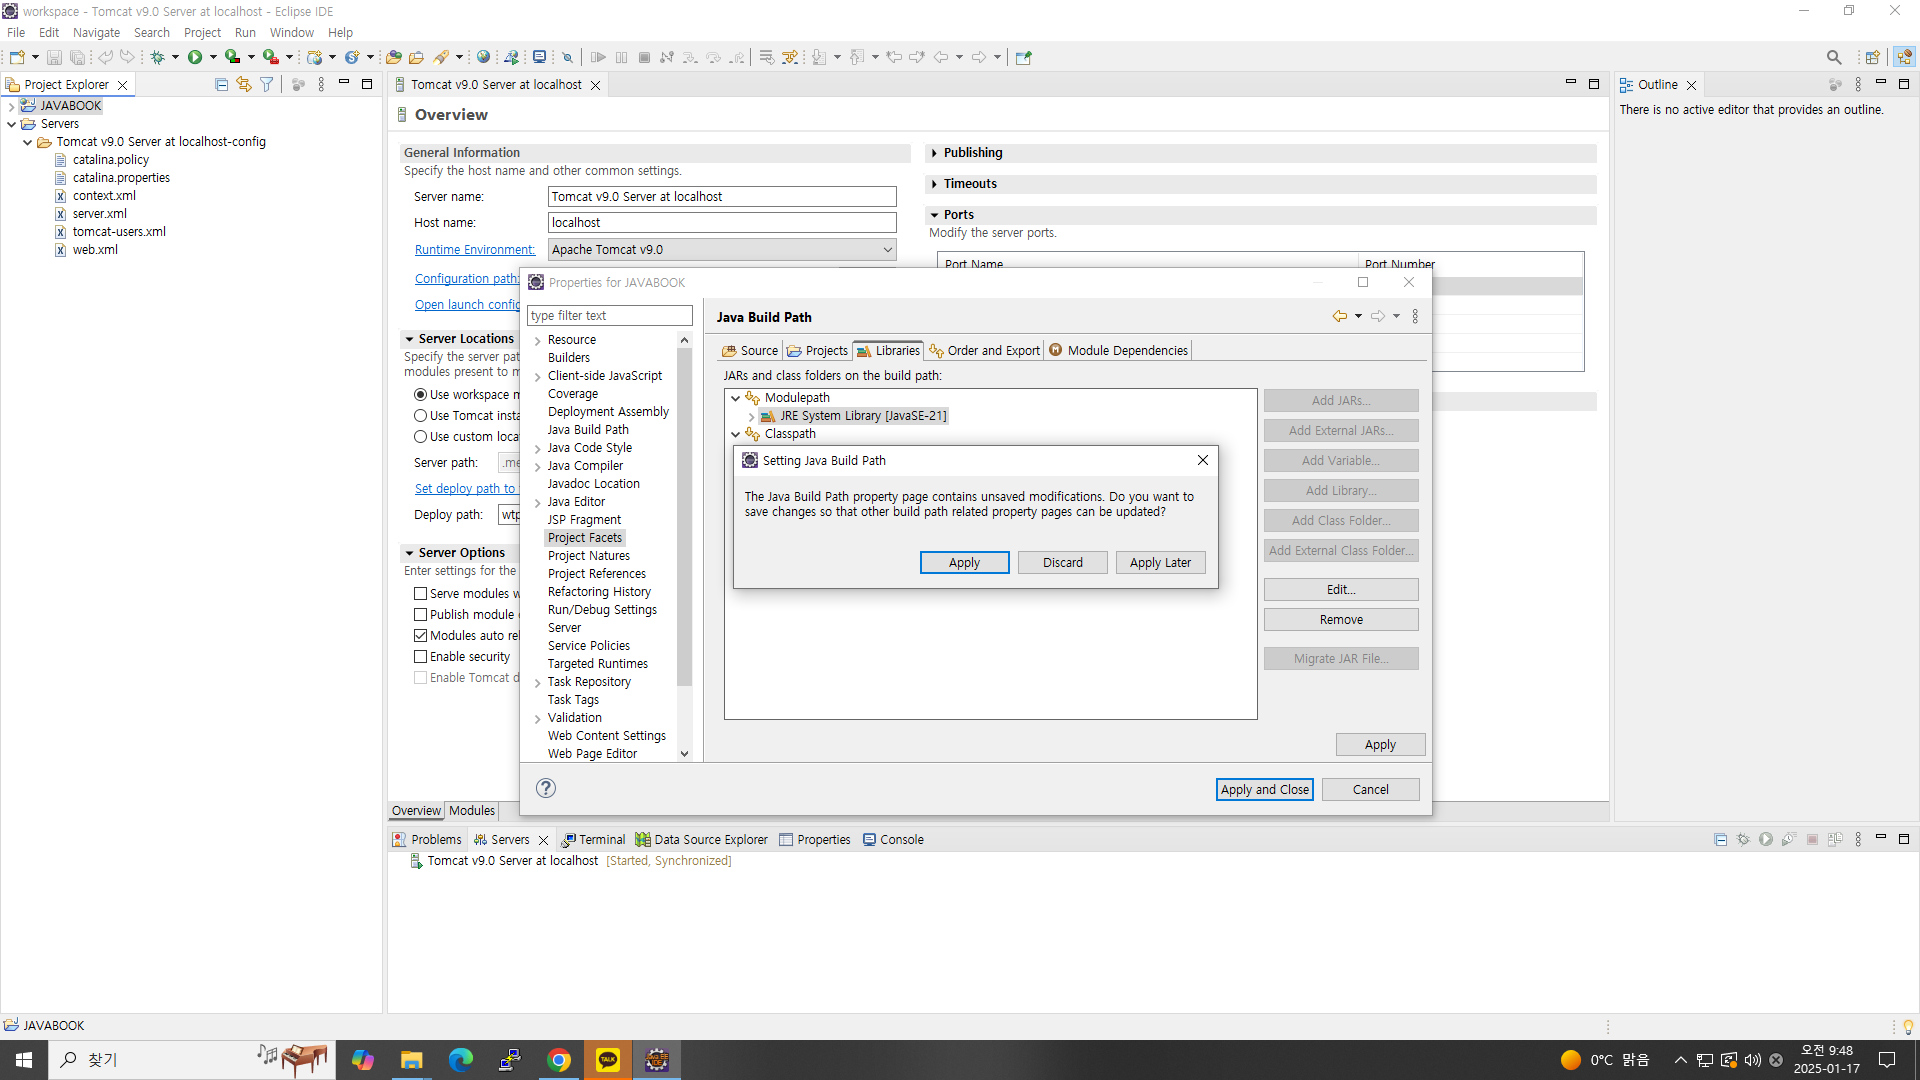 workspace - Tomcat v9.0 Server at localhost - Eclipse IDE
File Edit Navigate Search Project Run Window Help
Project Explorer
JAVABOOK
Servers
Tomcat v9.0 Server at localhost-config
catalina.policy
catalina.properties
context.xml
server.xml
tomcat-users.xml
web.xml
Tomcat v9.0 Server at localhost
Overview
General Information
Specify the host name and other common settings.
Server name: Tomcat v9.0 Server at localhost
Host name: localhost
Runtime Environment: Apache Tomcat v9.0
Configuration path:
Open launch config
Server Locations
Specify the server pat
modules present to m
Use workspace m
Use Tomcat insta
Use custom loca
Server path: .me
Set deploy path to
Deploy path: wtp
Server Options
Enter settings for the
Serve modules w
Publish module
Modules auto rel
Enable security
Enable Tomcat d
Overview Modules
Publishing
Timeouts
Ports
Modify the server ports.
Port Name Port Number
Outline
There is no active editor that provides an outline.
Properties for JAVABOOK
type filter text
Resource
Builders
Client-side JavaScript
Coverage
Deployment Assembly
Java Build Path
Java Code Style
Java Compiler
Javadoc Location
Java Editor
JSP Fragment
Project Facets
Project Natures
Project References
Refactoring History
Run/Debug Settings
Server
Service Policies
Targeted Runtimes
Task Repository
Task Tags
Validation
Web Content Settings
Web Page Editor
Java Build Path
Source Projects Libraries Order and Export Module Dependencies
JARs and class folders on the build path:
Modulepath
JRE System Library [JavaSE-21]
Classpath
Add JARs...
Add External JARs...
Add Variable...
Add Library...
Add Class Folder...
Add External Class Folder...
Edit...
Remove
Migrate JAR File...
Apply
Apply and Close Cancel
Setting Java Build Path
The Java Build Path property page contains unsaved modifications. Do you want to
save changes so that other build path related property pages can be updated?
Apply Discard Apply Later
Problems Servers Terminal Data Source Explorer Properties Console
Tomcat v9.0 Server at localhost [Started, Synchronized]
JAVABOOK
찾기
TALK
Java EE
IDE
0°C 맑음
오전 9:48
2025-01-17